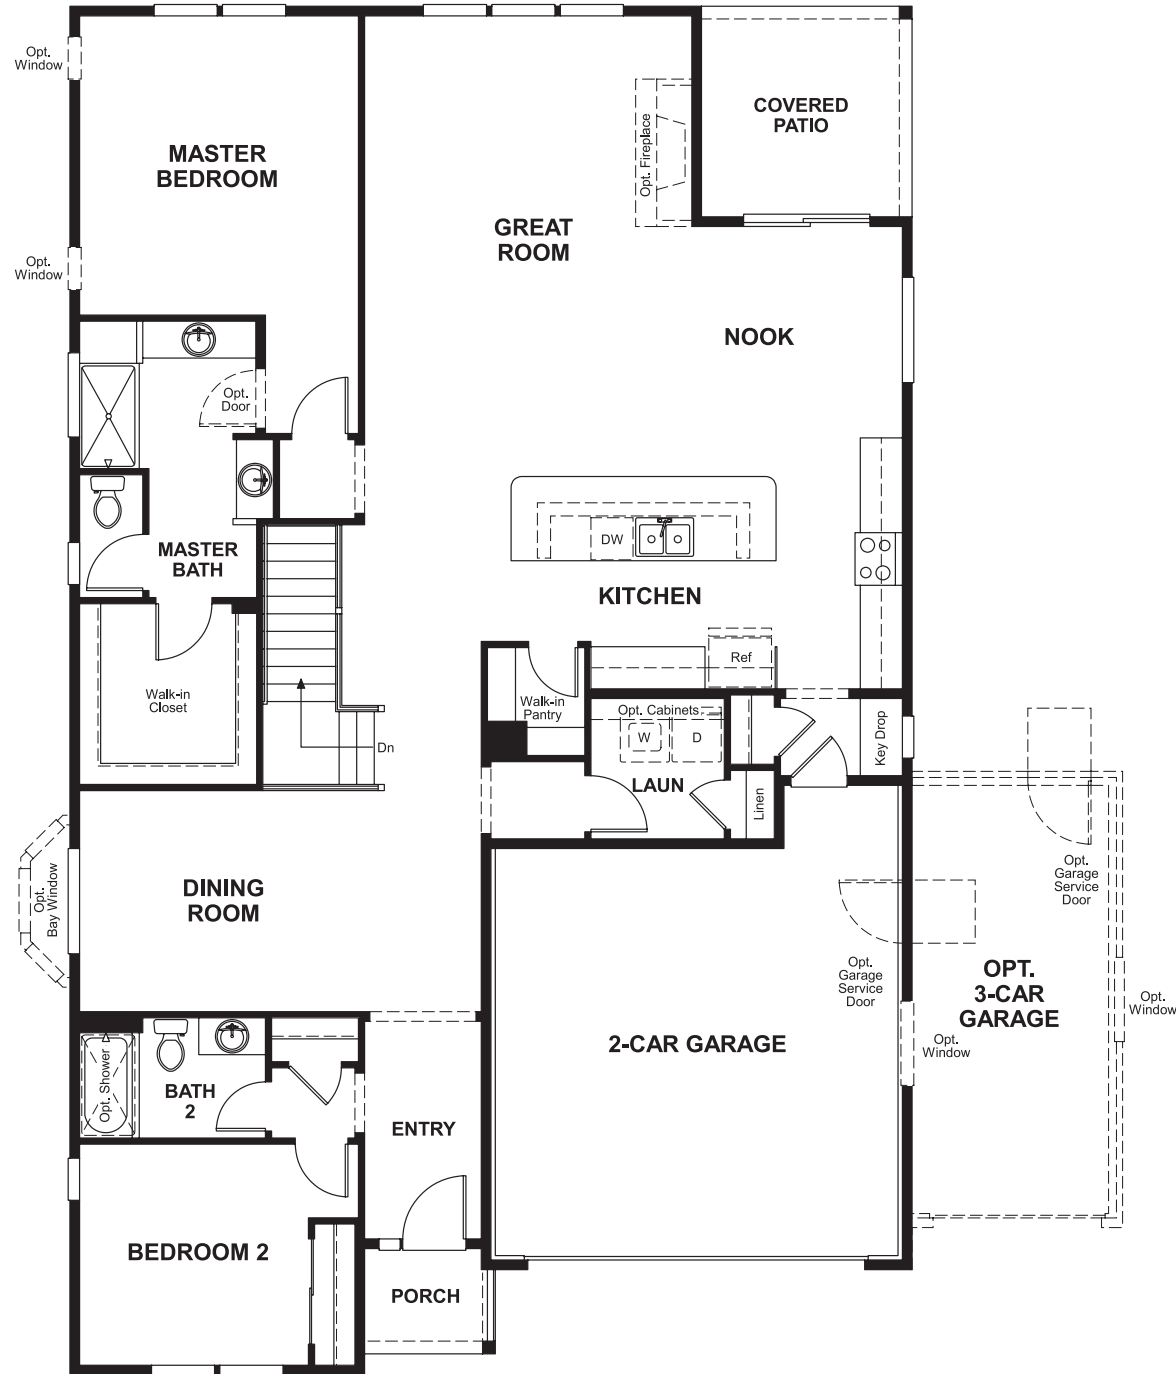 Opt.
Window
COVERED
PATIO
MASTER
BEDROOM
Opt. Fireplace
GREAT
ROOM
Opt.
Window
NOOK
Opt.
Door
DW
MASTER
BATH
KITCHEN
Ref
Walk-in
Closet
Walk-in
Pantry
Opt. Cabinets
W
D
Key Drop
Dn
LAUN
Linen
Opt.
Bay Window
DINING
ROOM
Opt.
Garage
Service
Door
Opt.
Garage
Service
Door
OPT.
3-CAR
GARAGE
Opt.
Window
2-CAR GARAGE
Opt.
Window
Opt. Shower
BATH
2
ENTRY
BEDROOM 2
PORCH